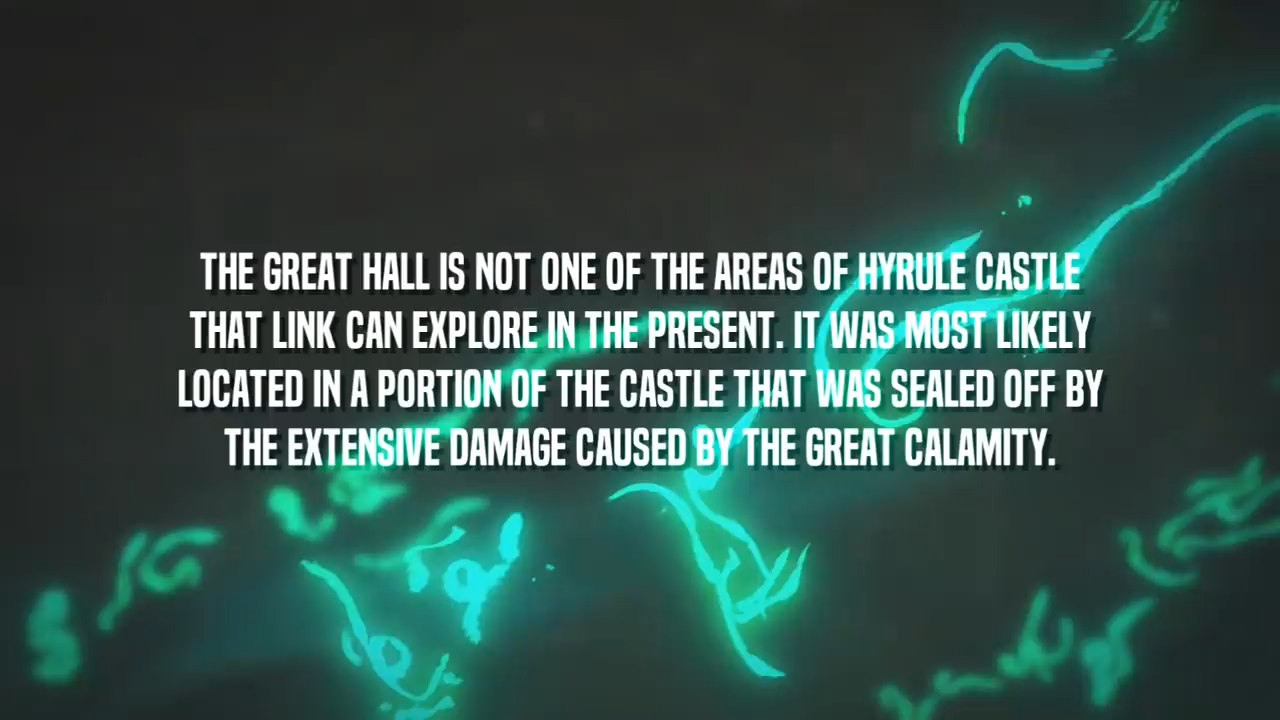 THE GREAT HALL IS NOT ONE OF THE AREAS OF HYRULE CASTLE
THAT LINK CAN EXPLORE IN THE PRESENT. IT WAS MOST LIKELY
LOCATED IN A PORTION OF THE CASTLE THAT WAS SEALED OFF BY
THE EXTENSIVE DAMAGE CAUSED BY THE GREAT CALAMITY.